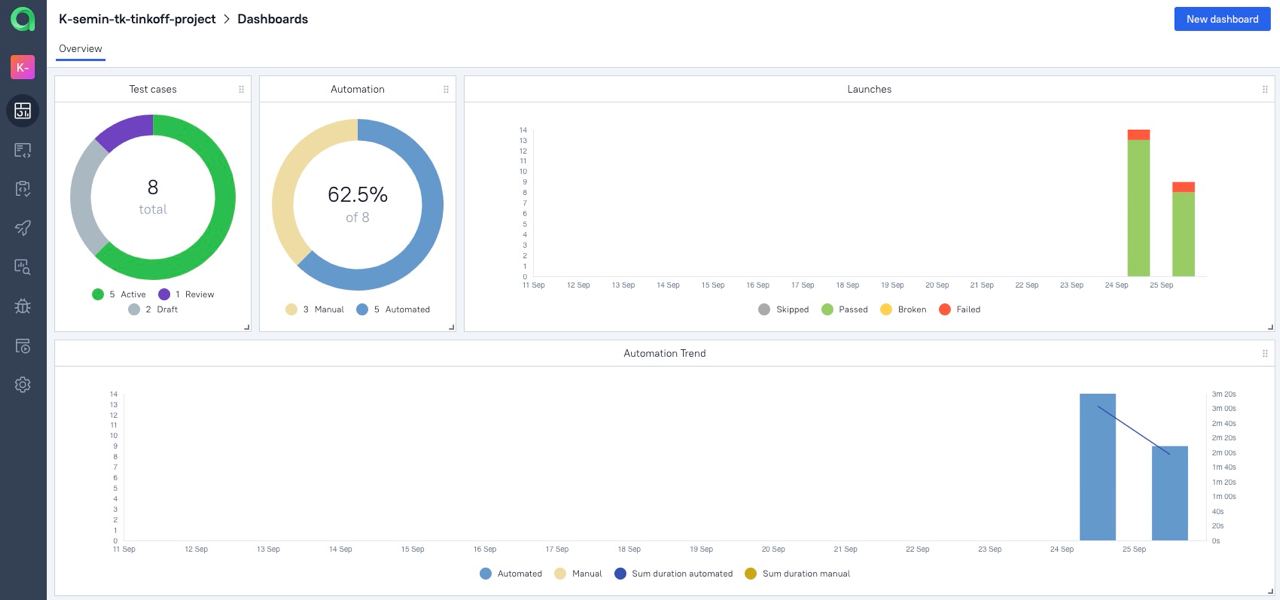 K-semin-tk-tinkoff-project > Dashboards
New dashboard
K-
Overview
Test cases
8
total
5 Active 1 Review
2 Draft
Automation
62.5%
of 8
3 Manual 5 Automated
Launches
14
13
12
11
10
9
8
7
6
5
4
3
2
1
0
11 Sep 12 Sep 13 Sep 14 Sep 15 Sep 16 Sep 17 Sep 18 Sep 19 Sep 20 Sep 21 Sep 22 Sep 23 Sep 24 Sep 25 Sep
Skipped Passed Broken Failed
Automation Trend
14
13
12
11
10
9
8
7
6
5
4
3
2
1
0
3m 20s
3m 00s
2m 40s
2m 20s
2m 00s
1m 40s
1m 20s
1m 00s
40s
20s
0s
11 Sep 12 Sep 13 Sep 14 Sep 15 Sep 16 Sep 17 Sep 18 Sep 19 Sep 20 Sep 21 Sep 22 Sep 23 Sep 24 Sep 25 Sep
Automated Manual Sum duration automated Sum duration manual